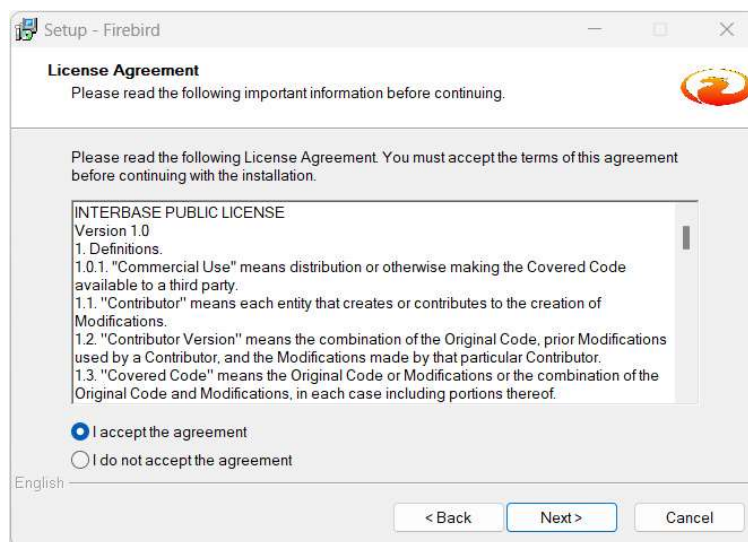 Setup - Firebird
License Agreement
Please read the following important information before continuing.
Please read the following License Agreement. You must accept the terms of this agreement
before continuing with the installation.
INTERBASE PUBLIC LICENSE
Version 1.0
1. Definitions.
1.0.1. "Commercial Use" means distribution or otherwise making the Covered Code
available to a third party.
1.1. "Contributor" means each entity that creates or contributes to the creation of
Modifications.
1.2. "Contributor Version" means the combination of the Original Code, prior Modifications
used by a Contributor, and the Modifications made by that particular Contributor.
1.3. "Covered Code" means the Original Code or Modifications or the combination of the
Original Code and Modifications, in each case including portions thereof.
I accept the agreement
I do not accept the agreement
English
< Back Next > Cancel